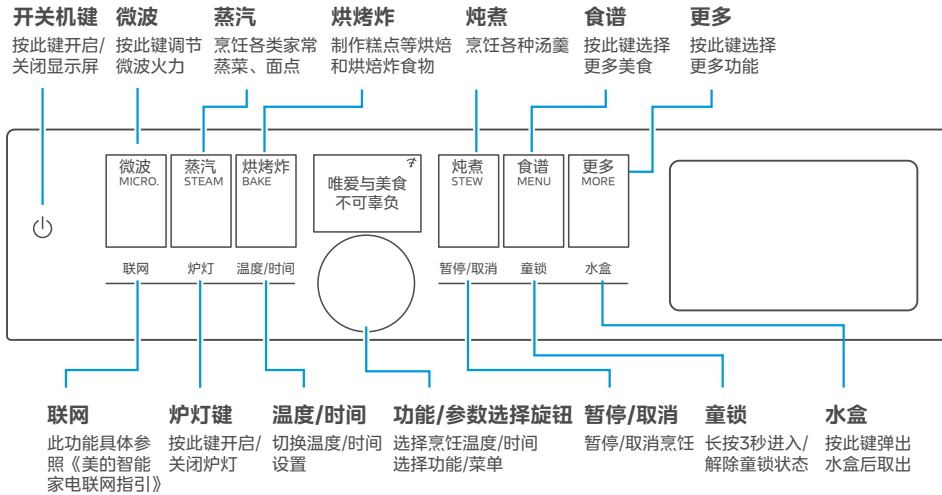 开关机键
按此键开启/
关闭显示屏
微波
按此键调节
微波火力
蒸汽
烹饪各类家常
蒸菜、面点
烘烤炸
制作糕点等烘焙
和烘焙炸食物
炖煮
烹饪各种汤羹
食谱
按此键选择
更多美食
更多
按此键选择
更多功能
微波
MICRO.
蒸汽
STEAM
烘烤炸
BAKE
唯爱与美食
不可辜负
炖煮
STEW
食谱
MENU
更多
MORE
联网
炉灯
温度/时间
暂停/取消
童锁
水盒
联网
此功能具体参
照《美的智能
家电联网指引》
炉灯键
按此键开启/
关闭炉灯
温度/时间
切换温度/时间
设置
功能/参数选择旋钮
选择烹饪温度/时间
选择功能/菜单
暂停/取消
暂停/取消烹饪
童锁
长按3秒进入/
解除童锁状态
水盒
按此键弹出
水盒后取出